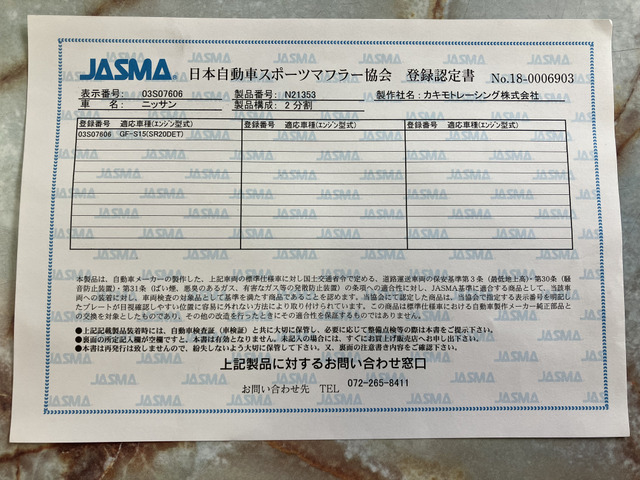 JASMA 日本自動車スポーツマフラー協会 登録認定書 No.18-0006903
表示番号: 03S07606 製品番号: N21353 製作社名: カキモトレーシング株式会社
車 名: ニッサン 製品構成: 2分割
登録番号 適応車種(エンジン型式) 登録番号 適応車種(エンジン型式) 登録番号 適応車種(エンジン型式)
03S07606 GF-S15(SR20DET)
本製品は、自動車メーカーの製作した、上記車両の標準仕様車に対し国土交通省令で定める、道路運送車両の保安基準第3条（最低地上高）・第30条（騒
音防止装置）・第31条（ばい煙、悪臭のあるガス、有害なガス等の発散防止装置）の条項への適合性に対し、JASMA基準に適合する商品として、当該車
両への装着に対し、車両検査の対象品として基準を満たす商品であることを認めます。当協会にて認定した商品は、当協会で指定する表示番号を明記し
たプレートが目視確認しやすい位置に容易に外れない方法により取り付けられています。この商品は標準仕様車における自動車製作メーカー純正部品と
の交換を対象としたものであり、その他の改造を行ったときにその適合性を保証するものではありません。
●上記記載製品装着時には、自動車検査証（車検証）と共に大切に保管し、必要に応じて整備点検等の際は本書をご提示下さい。
●裏面の所定記入欄が空欄ですと、本書は有効となりません。未記入の場合には、すぐにお買上げ販売店へお申し出下さい。
●本書は再発行は致しませんので、紛失しないよう大切に保管して下さい。又、裏面の注意書き内容をご確認下さい。
上記製品に対するお問い合わせ窓口
お問い合わせ先 TEL 072-265-8411